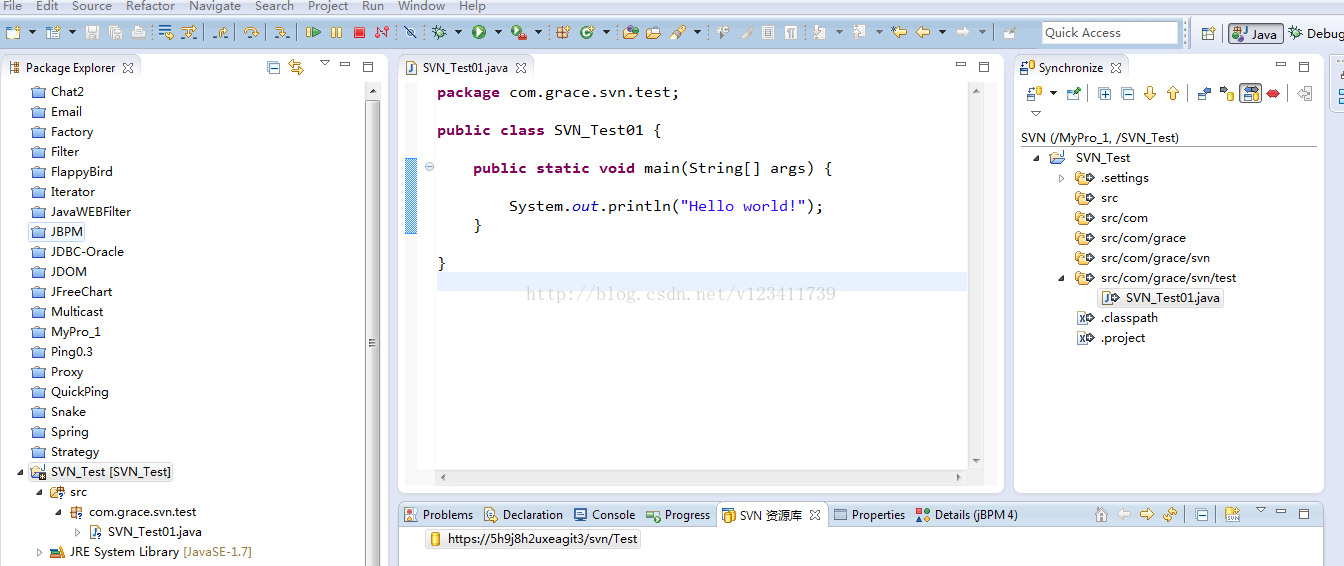 File Edit Source Refactor Navigate Search Project Run Window Help
Quick Access
Java
Debug
Package Explorer
Chat2
Email
Factory
Filter
FlappyBird
Iterator
JavaWEBFilter
JBPM
JDBC-Oracle
JDOM
JFreeChart
Multicast
MyPro_1
Ping0.3
Proxy
QuickPing
Snake
Spring
Strategy
SVN_Test [SVN_Test]
src
com.grace.svn.test
SVN_Test01.java
JRE System Library [JavaSE-1.7]
SVN_Test01.java
package com.grace.svn.test;
public class SVN_Test01 {
public static void main(String[] args) {
System.out.println("Hello world!");
}
}
http://blog.csdn.net/v123411739
Synchronize
SVN (/MyPro_1, /SVN_Test)
SVN_Test
.settings
src
src/com
src/com/grace
src/com/grace/svn
src/com/grace/svn/test
SVN_Test01.java
.classpath
.project
Problems Declaration Console Progress SVN 资源库 Properties Details (jBPM 4)
https://5h9j8h2uxeagit3/svn/Test